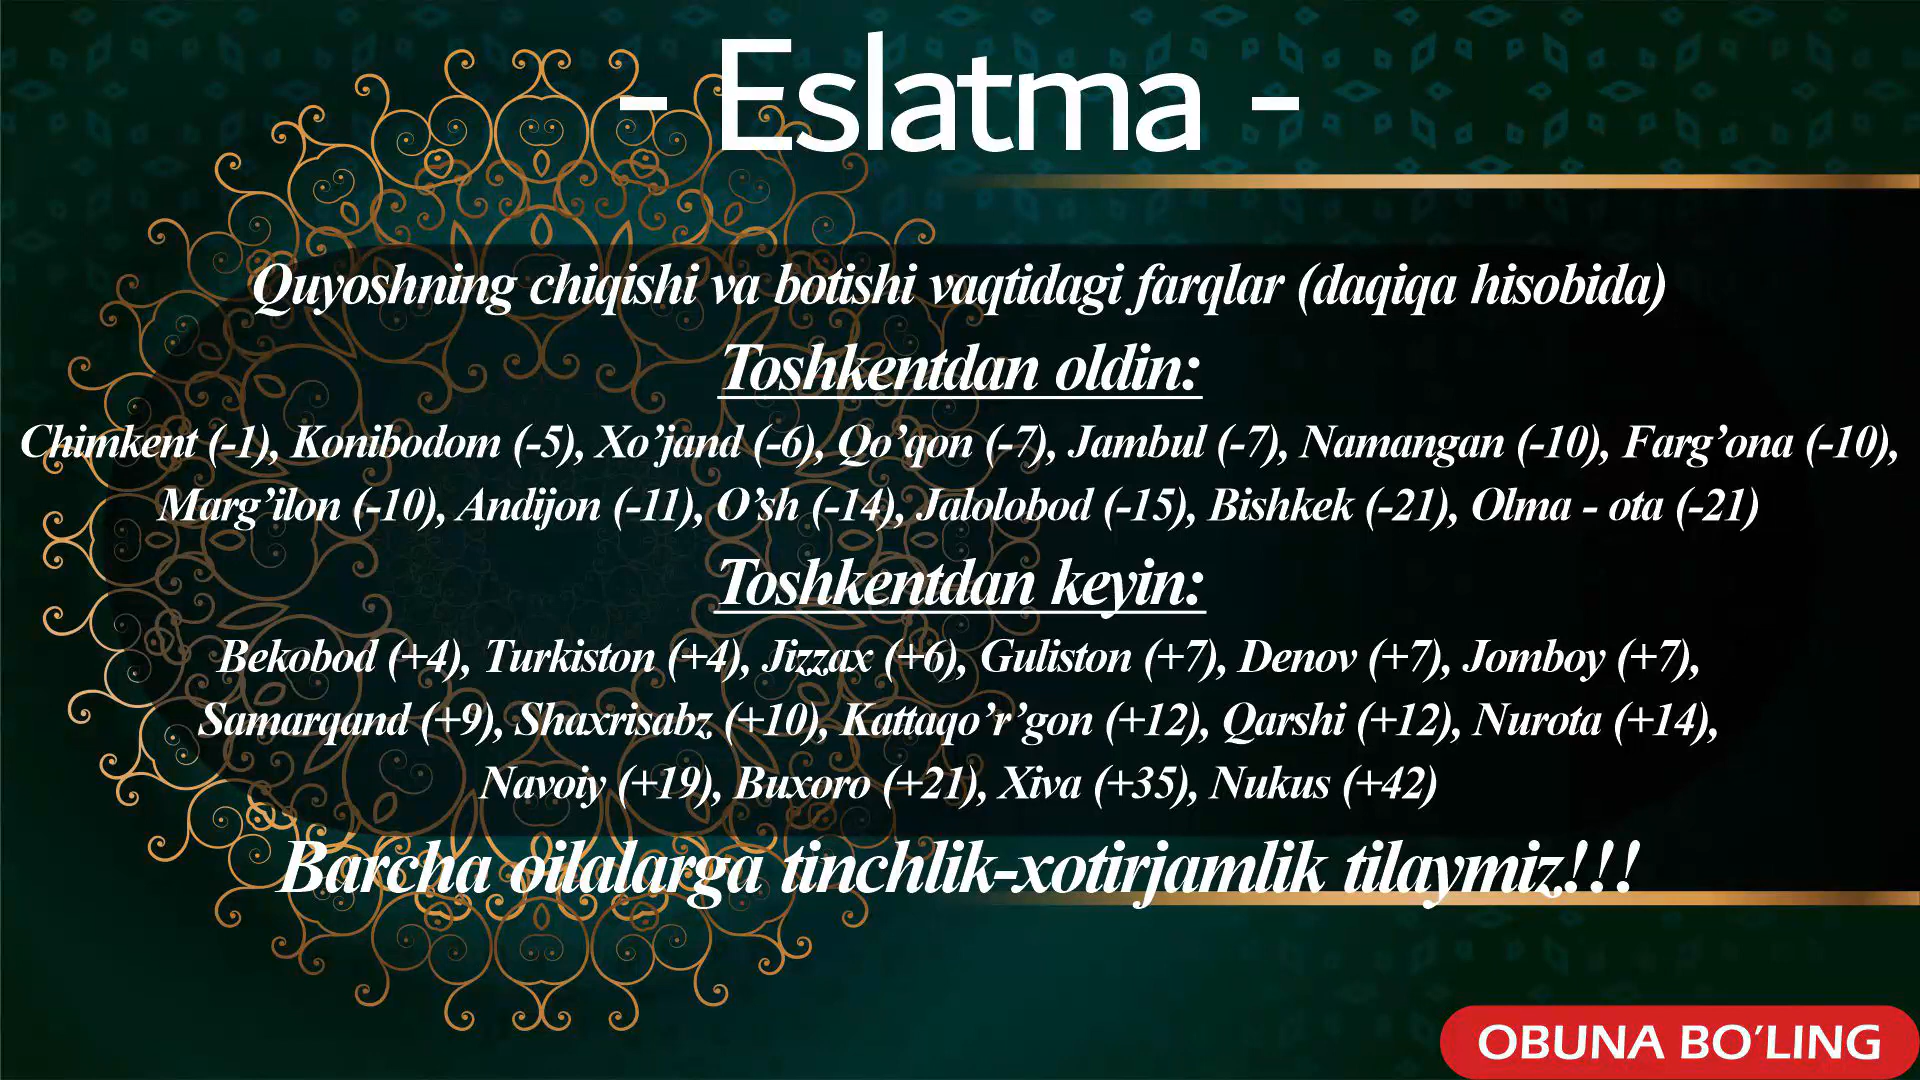 - Eslatma -
Quyoshning chiqishi va botishi vaqtidagi farqlar (daqiqa hisobida)
Toshkentdan oldin:
Chimkent (-1), Konibodom (-5), Xo’jand (-6), Qo’qon (-7), Jambul (-7), Namangan (-10), Farg’ona (-10),
Marg’ilon (-10), Andijon (-11), O’sh (-14), Jalolobod (-15), Bishkek (-21), Olma - ota (-21)
Toshkentdan keyin:
Bekobod (+4), Turkiston (+4), Jizzax (+6), Guliston (+7), Denov (+7), Jomboy (+7),
Samarqand (+9), Shaxrisabz (+10), Kattaqo’r’gon (+12), Qarshi (+12), Nurota (+14),
Navoiy (+19), Buxoro (+21), Xiva (+35), Nukus (+42)
Barcha oilalarga tinchlik-xotirjamlik tilaymiz!!!
OBUNA BO’LING